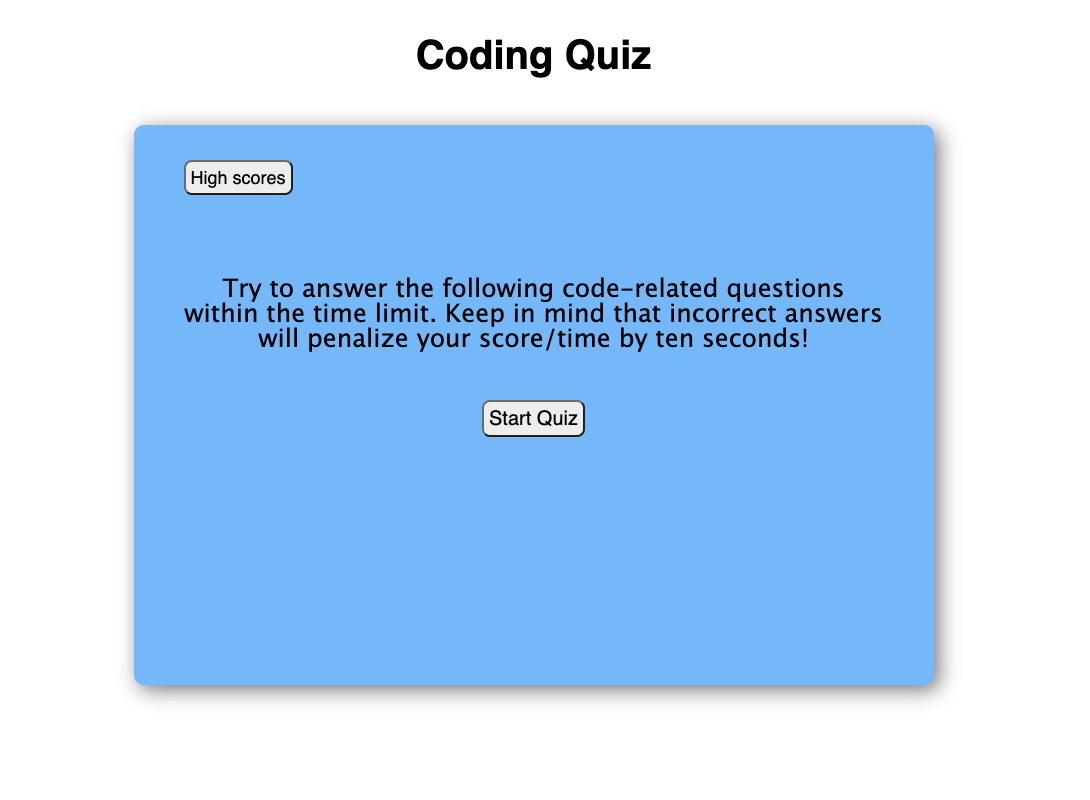 Coding Quiz
High scores
Try to answer the following code-related questions
within the time limit. Keep in mind that incorrect answers
will penalize your score/time by ten seconds!
Start Quiz